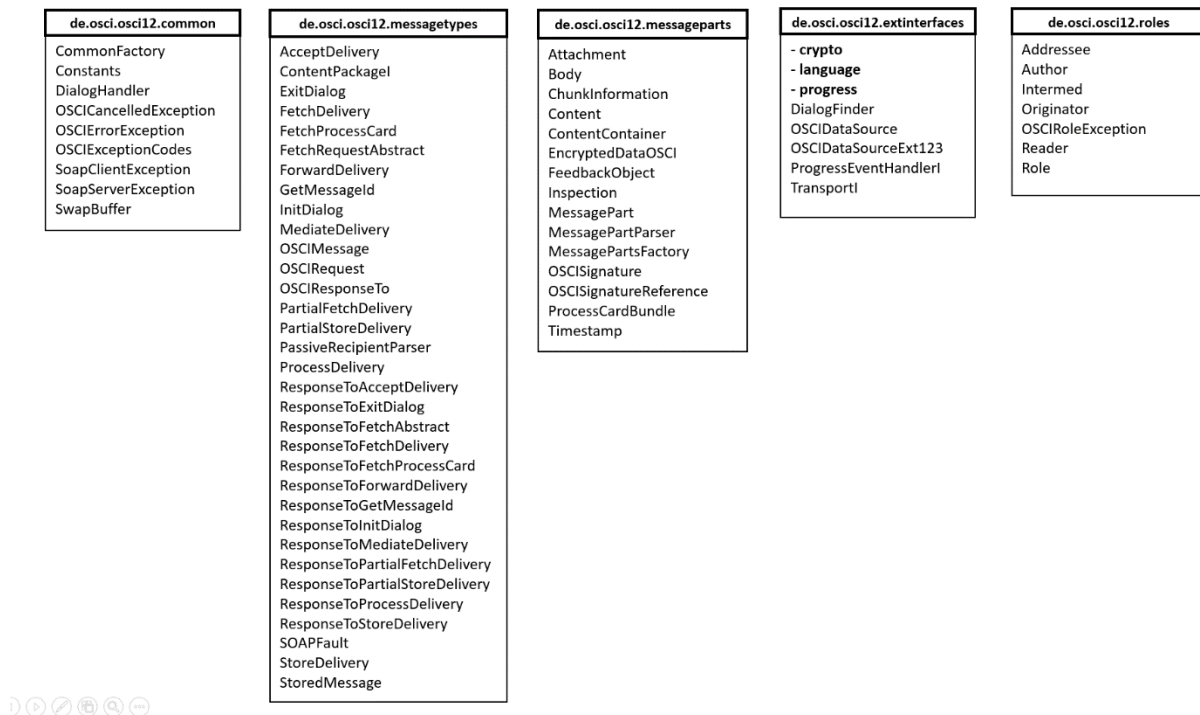 de.osci.osci12.common
CommonFactory
Constants
DialogHandler
OSCICancelledException
OSCIErrorException
OSCIExceptionCodes
SoapClientException
SoapServerException
SwapBuffer
de.osci.osci12.messagetypes
AcceptDelivery
ContentPackageI
ExitDialog
FetchDelivery
FetchProcessCard
FetchRequestAbstract
ForwardDelivery
GetMessageId
InitDialog
MediateDelivery
OSCIMessage
OSCIRequest
OSCIResponseTo
PartialFetchDelivery
PartialStoreDelivery
PassiveRecipientParser
ProcessDelivery
ResponseToAcceptDelivery
ResponseToExitDialog
ResponseToFetchAbstract
ResponseToFetchDelivery
ResponseToFetchProcessCard
ResponseToForwardDelivery
ResponseToGetMessageId
ResponseToInitDialog
ResponseToMediateDelivery
ResponseToPartialFetchDelivery
ResponseToPartialStoreDelivery
ResponseToProcessDelivery
ResponseToStoreDelivery
SOAPFault
StoreDelivery
StoredMessage
de.osci.osci12.messageparts
Attachment
Body
ChunkInformation
Content
ContentContainer
EncryptedDataOSCI
FeedbackObject
Inspection
MessagePart
MessagePartParser
MessagePartsFactory
OSCISignature
OSCISignatureReference
ProcessCardBundle
Timestamp
de.osci.osci12.extinterfaces
- crypto
- language
- progress
DialogFinder
OSCIDataSource
OSCIDataSourceExt123
ProgressEventHandlerI
TransportI
de.osci.osci12.roles
Addressee
Author
Intermed
Originator
OSCIRoleException
Reader
Role